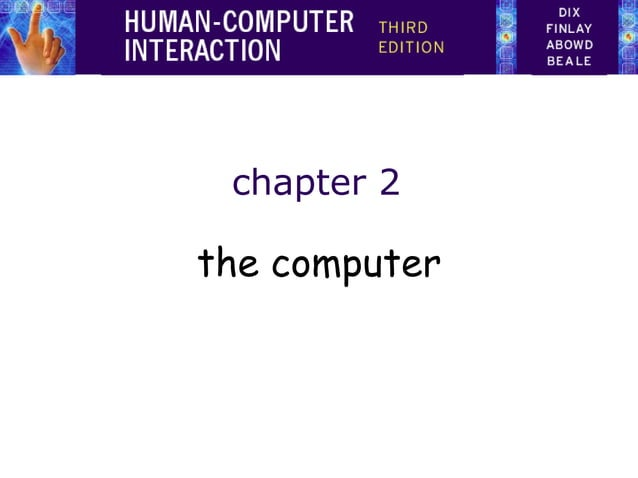 HUMAN-COMPUTER
INTERACTION
THIRD
EDITION
DIX
FINLAY
ABOWD
BEALE
chapter 2
the computer